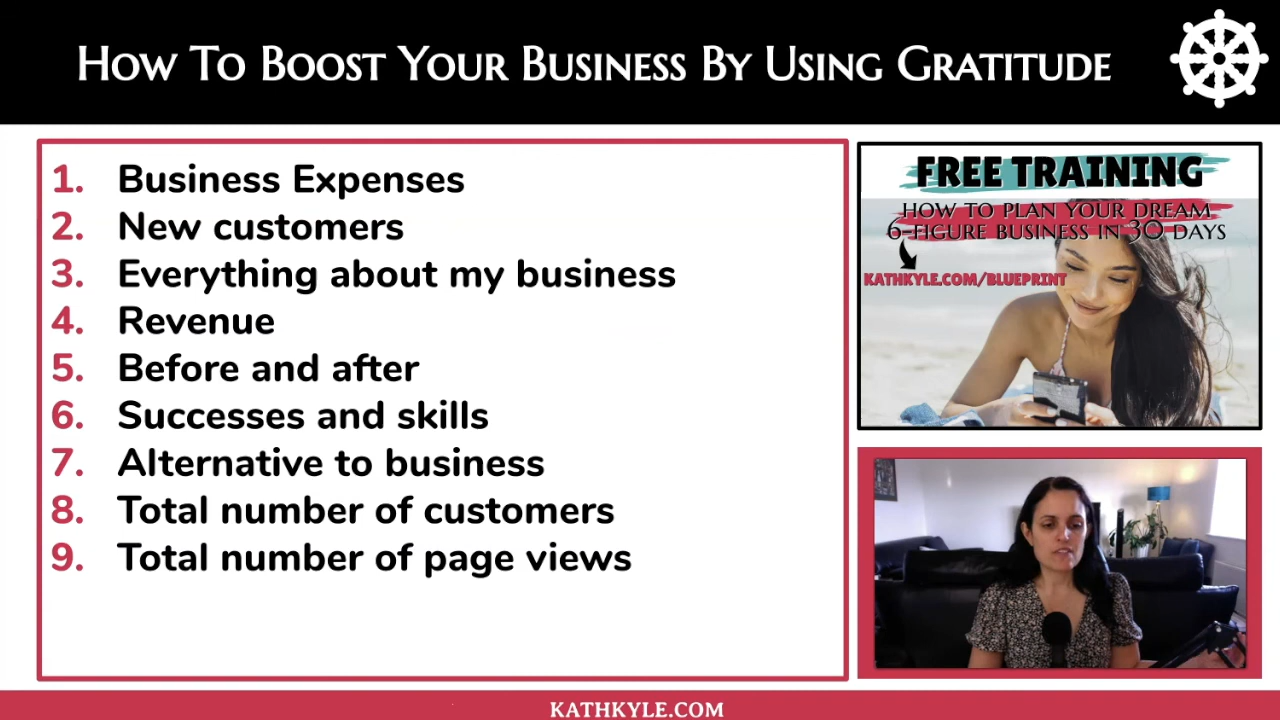 How To Boost Your Business By Using Gratitude
1. Business Expenses
2. New customers
3. Everything about my business
4. Revenue
5. Before and after
6. Successes and skills
7. Alternative to business
8. Total number of customers
9. Total number of page views
FREE TRAINING
HOW TO PLAN YOUR DREAM
6-FIGURE BUSINESS IN 30 DAYS
KATHKYLE.COM/BLUEPRINT
KATHKYLE.COM